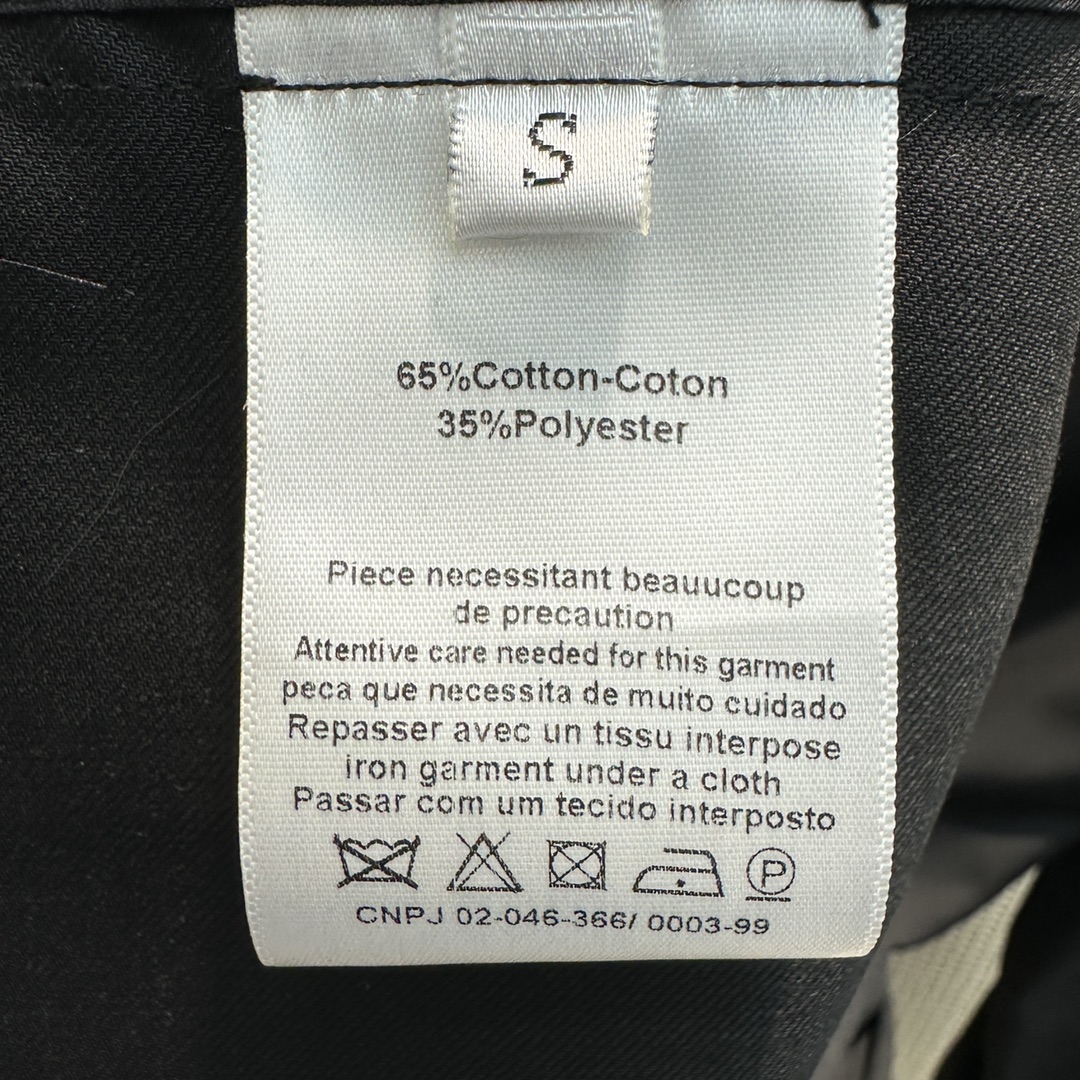 S
65%Cotton-Coton
35%Polyester
Piece necessitant beauucoup
de precaution
Attentive care needed for this garment
peca que necessita de muito cuidado
Repasser avec un tissu interpose
iron garment under a cloth
Passar com um tecido interposto
P
CNPJ 02-046-366/ 0003-99